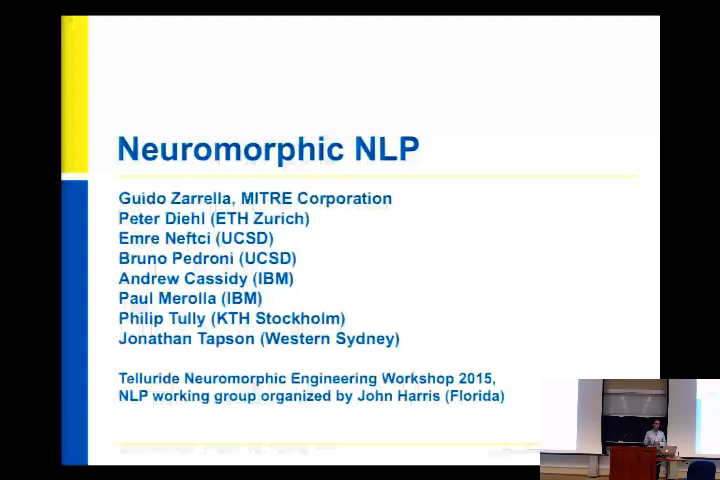 Neuromorphic NLP
Guido Zarrella, MITRE Corporation
Peter Diehl (ETH Zurich)
Emre Neftci (UCSD)
Bruno Pedroni (UCSD)
Andrew Cassidy (IBM)
Paul Merolla (IBM)
Philip Tully (KTH Stockholm)
Jonathan Tapson (Western Sydney)
Telluride Neuromorphic Engineering Workshop 2015,
NLP working group organized by John Harris (Florida)